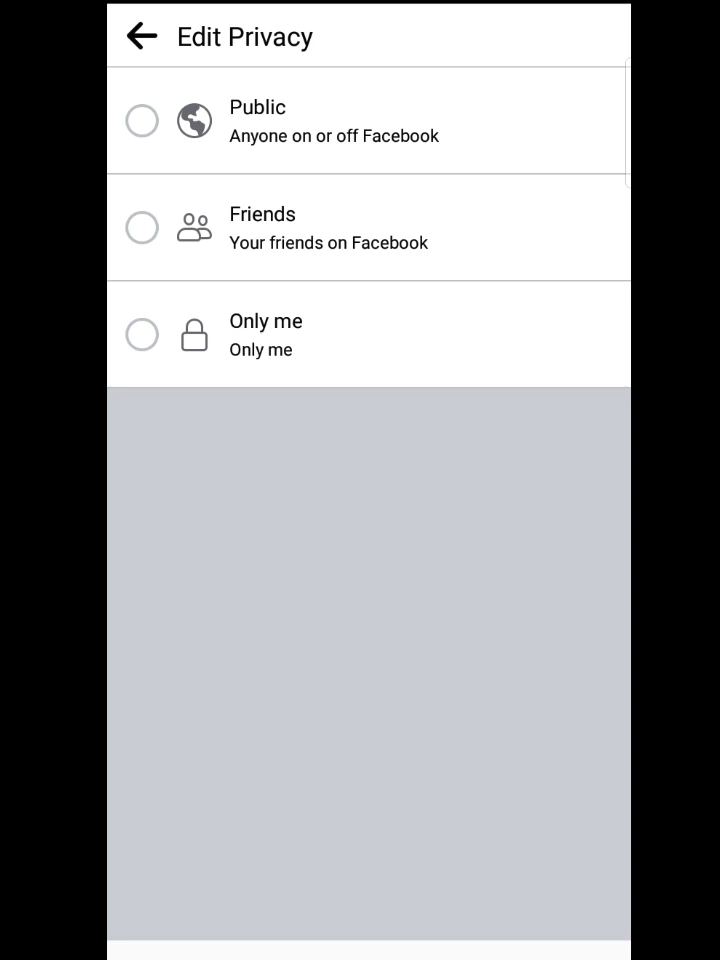 Edit Privacy
Public
Anyone on or off Facebook
Friends
Your friends on Facebook
Only me
Only me